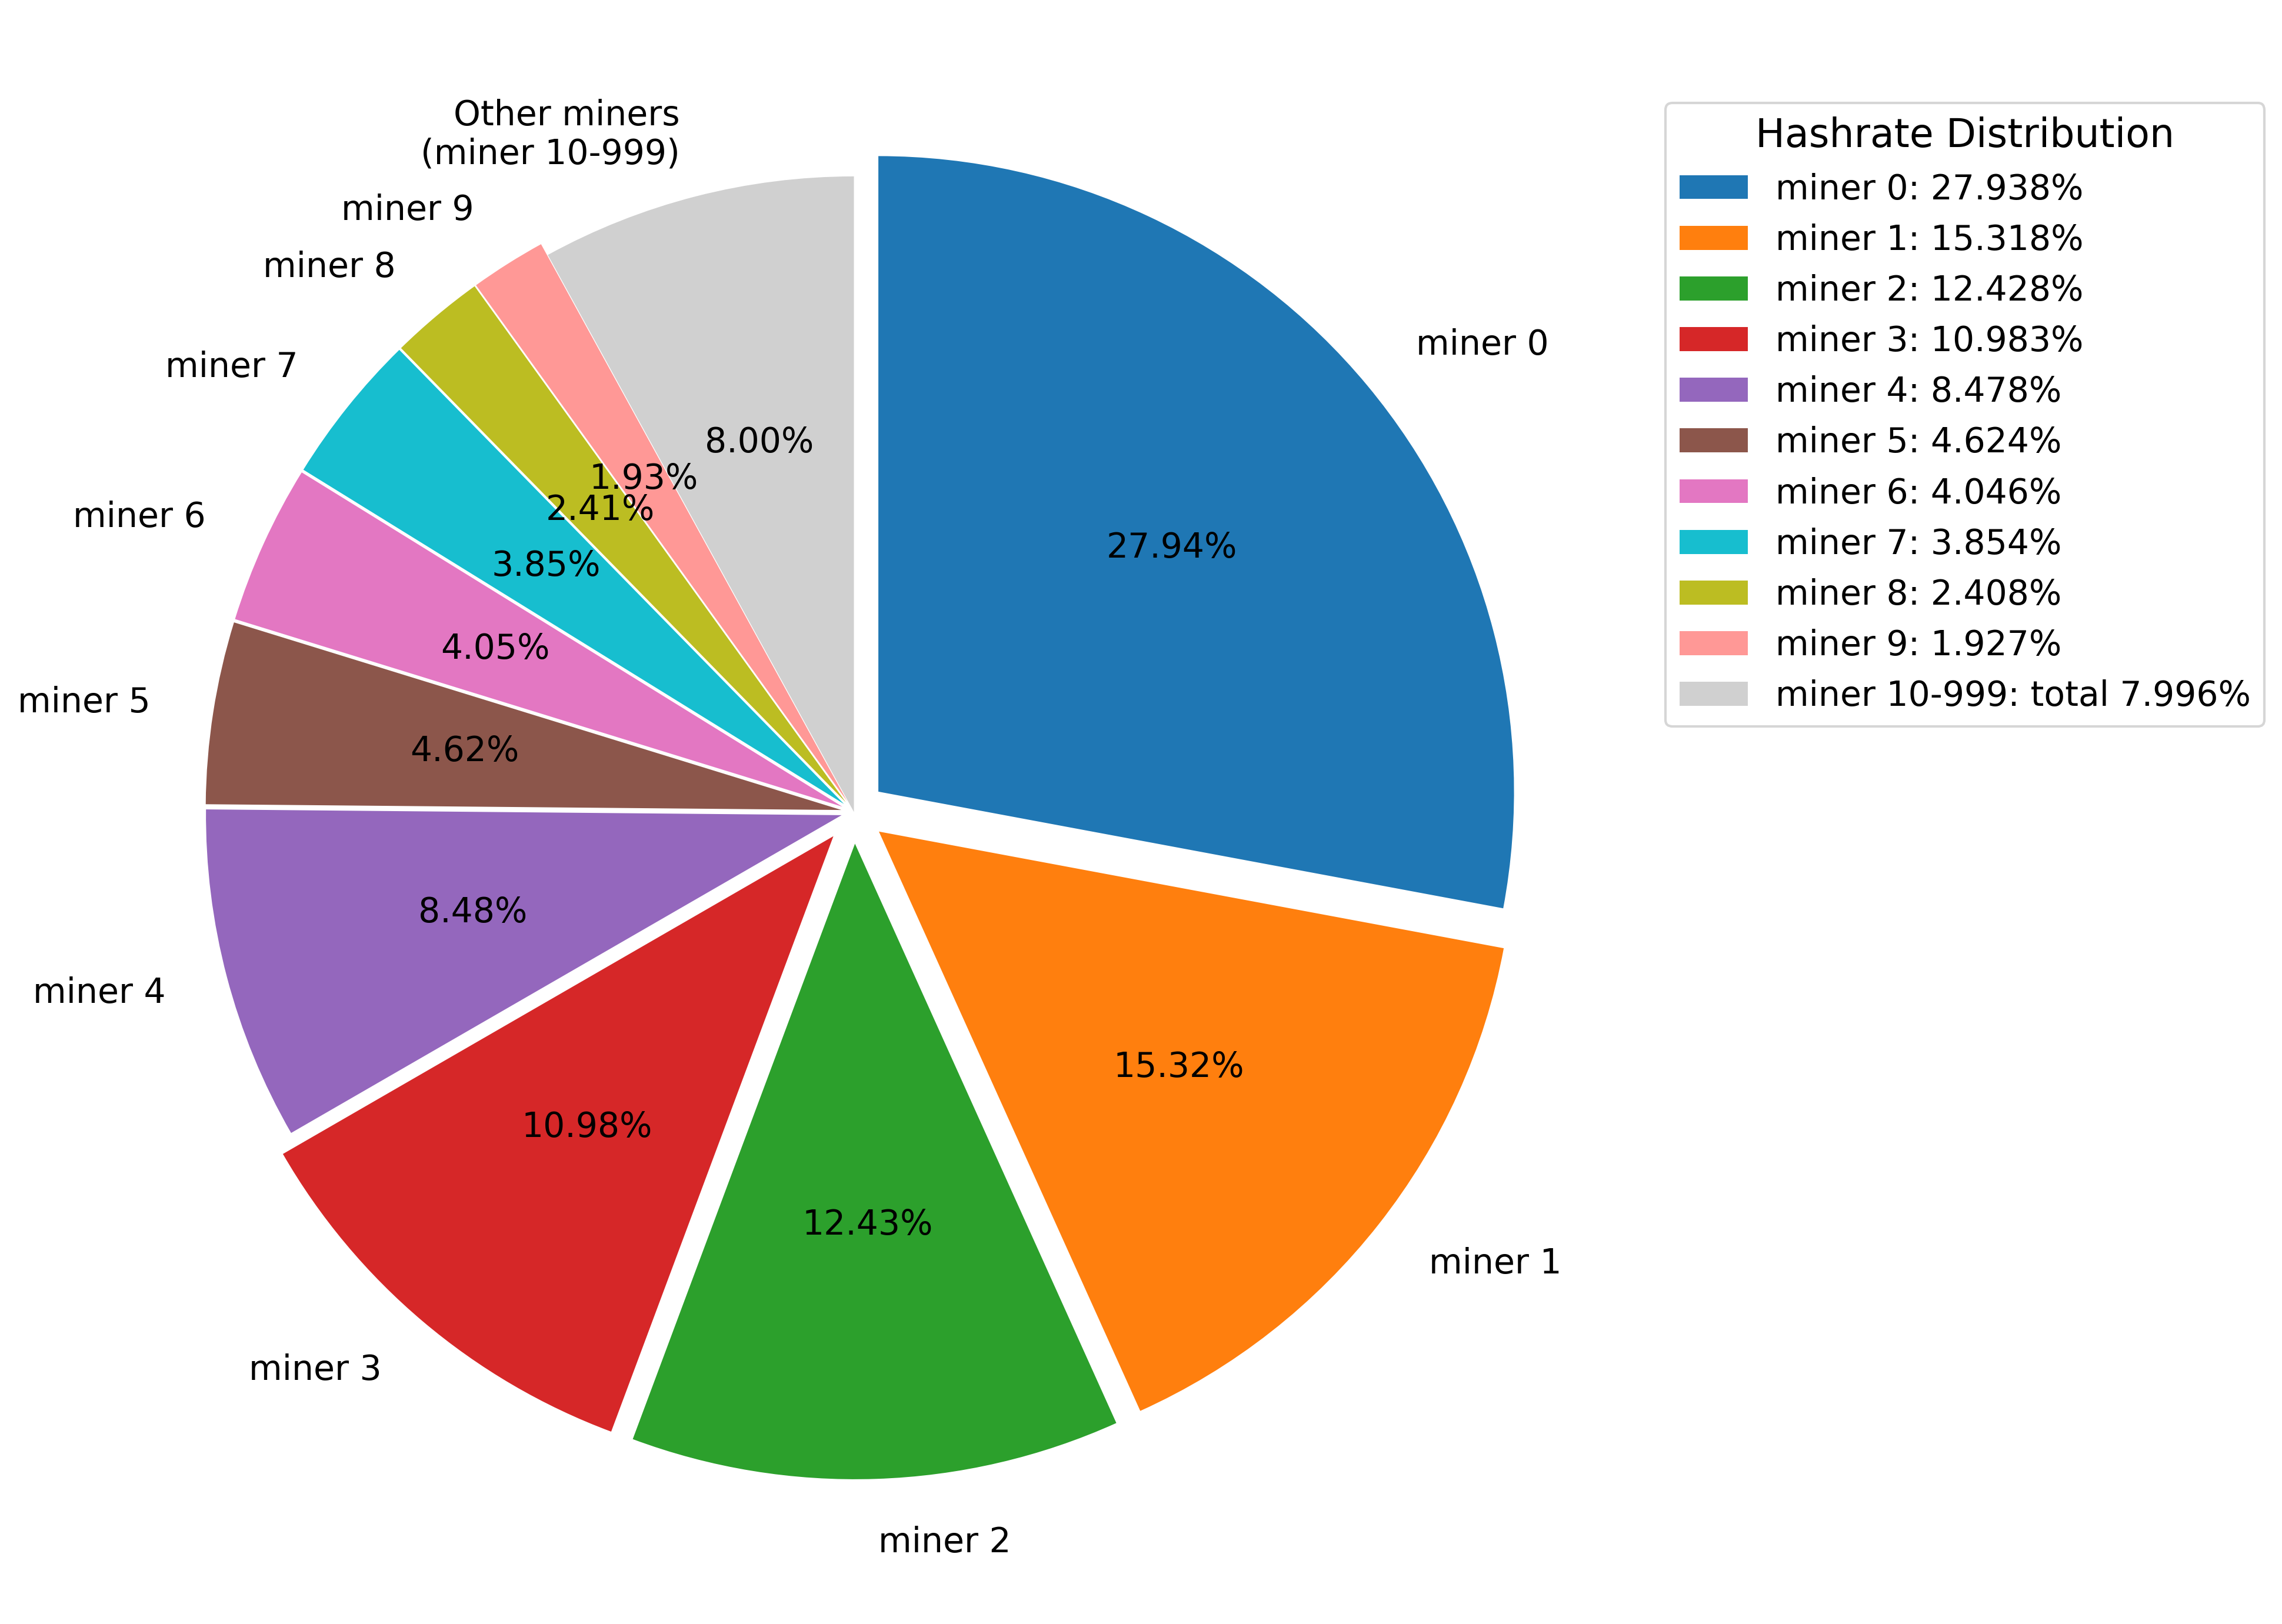 Other miners
(miner 10-999)
miner 9
miner 8
miner 7
miner 6
miner 5
miner 4
miner 3
miner 2
miner 1
miner 0
8.00%
1.93%
2.41%
3.85%
4.05%
4.62%
8.48%
10.98%
12.43%
15.32%
27.94%
Hashrate Distribution
miner 0: 27.938%
miner 1: 15.318%
miner 2: 12.428%
miner 3: 10.983%
miner 4: 8.478%
miner 5: 4.624%
miner 6: 4.046%
miner 7: 3.854%
miner 8: 2.408%
miner 9: 1.927%
miner 10-999: total 7.996%